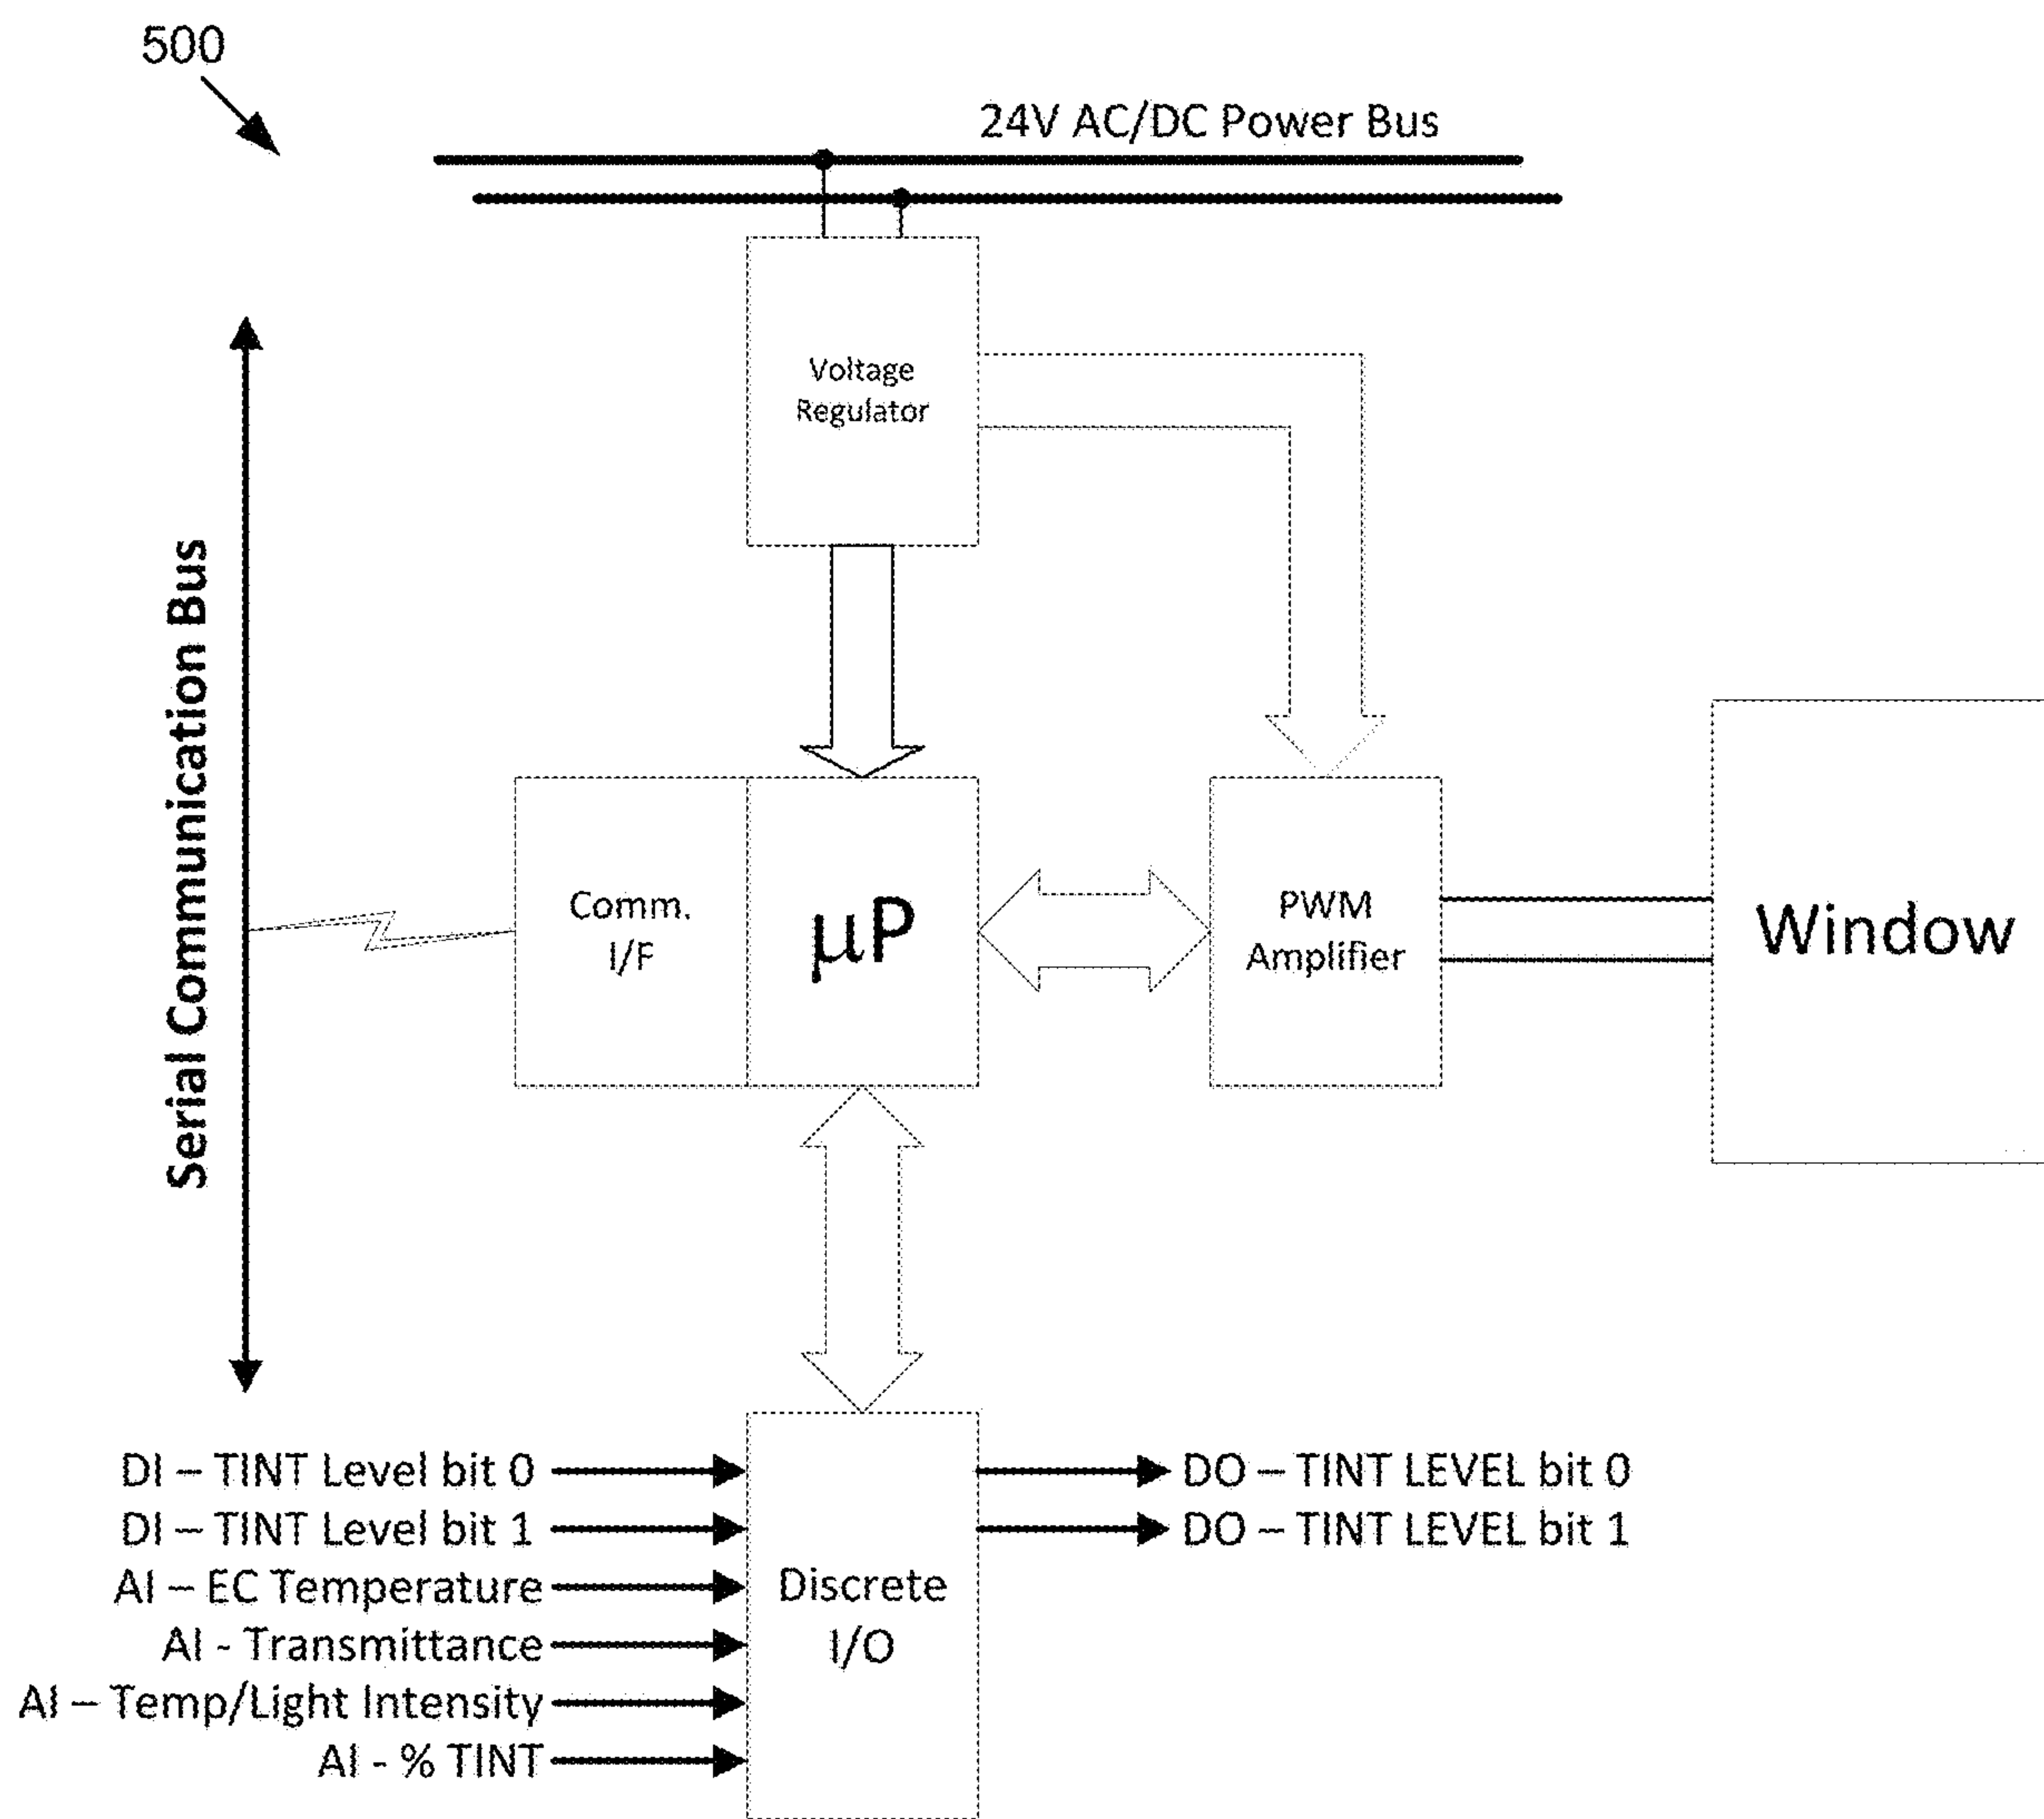 500
24V AC/DC Power Bus
Voltage
Regulator
Serial Communication Bus
Comm.
I/F
µP
PWM
Amplifier
Window
DI – TINT Level bit 0
DI – TINT Level bit 1
AI – EC Temperature
AI - Transmittance
AI – Temp/Light Intensity
AI - % TINT
Discrete
I/O
DO – TINT LEVEL bit 0
DO – TINT LEVEL bit 1